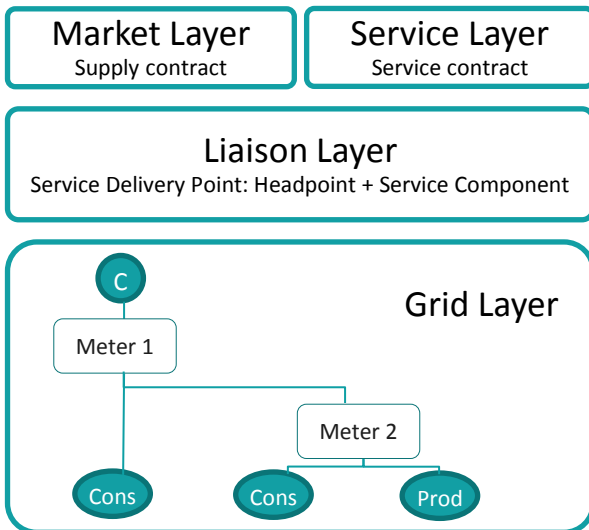 Market Layer
Supply contract
Service Layer
Service contract
Liaison Layer
Service Delivery Point: Headpoint + Service Component
Grid Layer
C
Meter 1
Meter 2
Cons
Cons
Prod